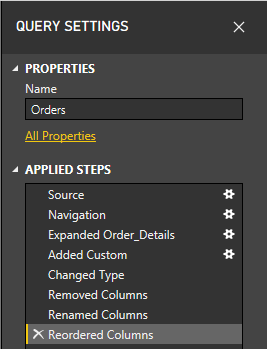 QUERY SETTINGS
PROPERTIES
Name
Orders
All Properties
APPLIED STEPS
Source
Navigation
Expanded Order_Details
Added Custom
Changed Type
Removed Columns
Renamed Columns
Reordered Columns